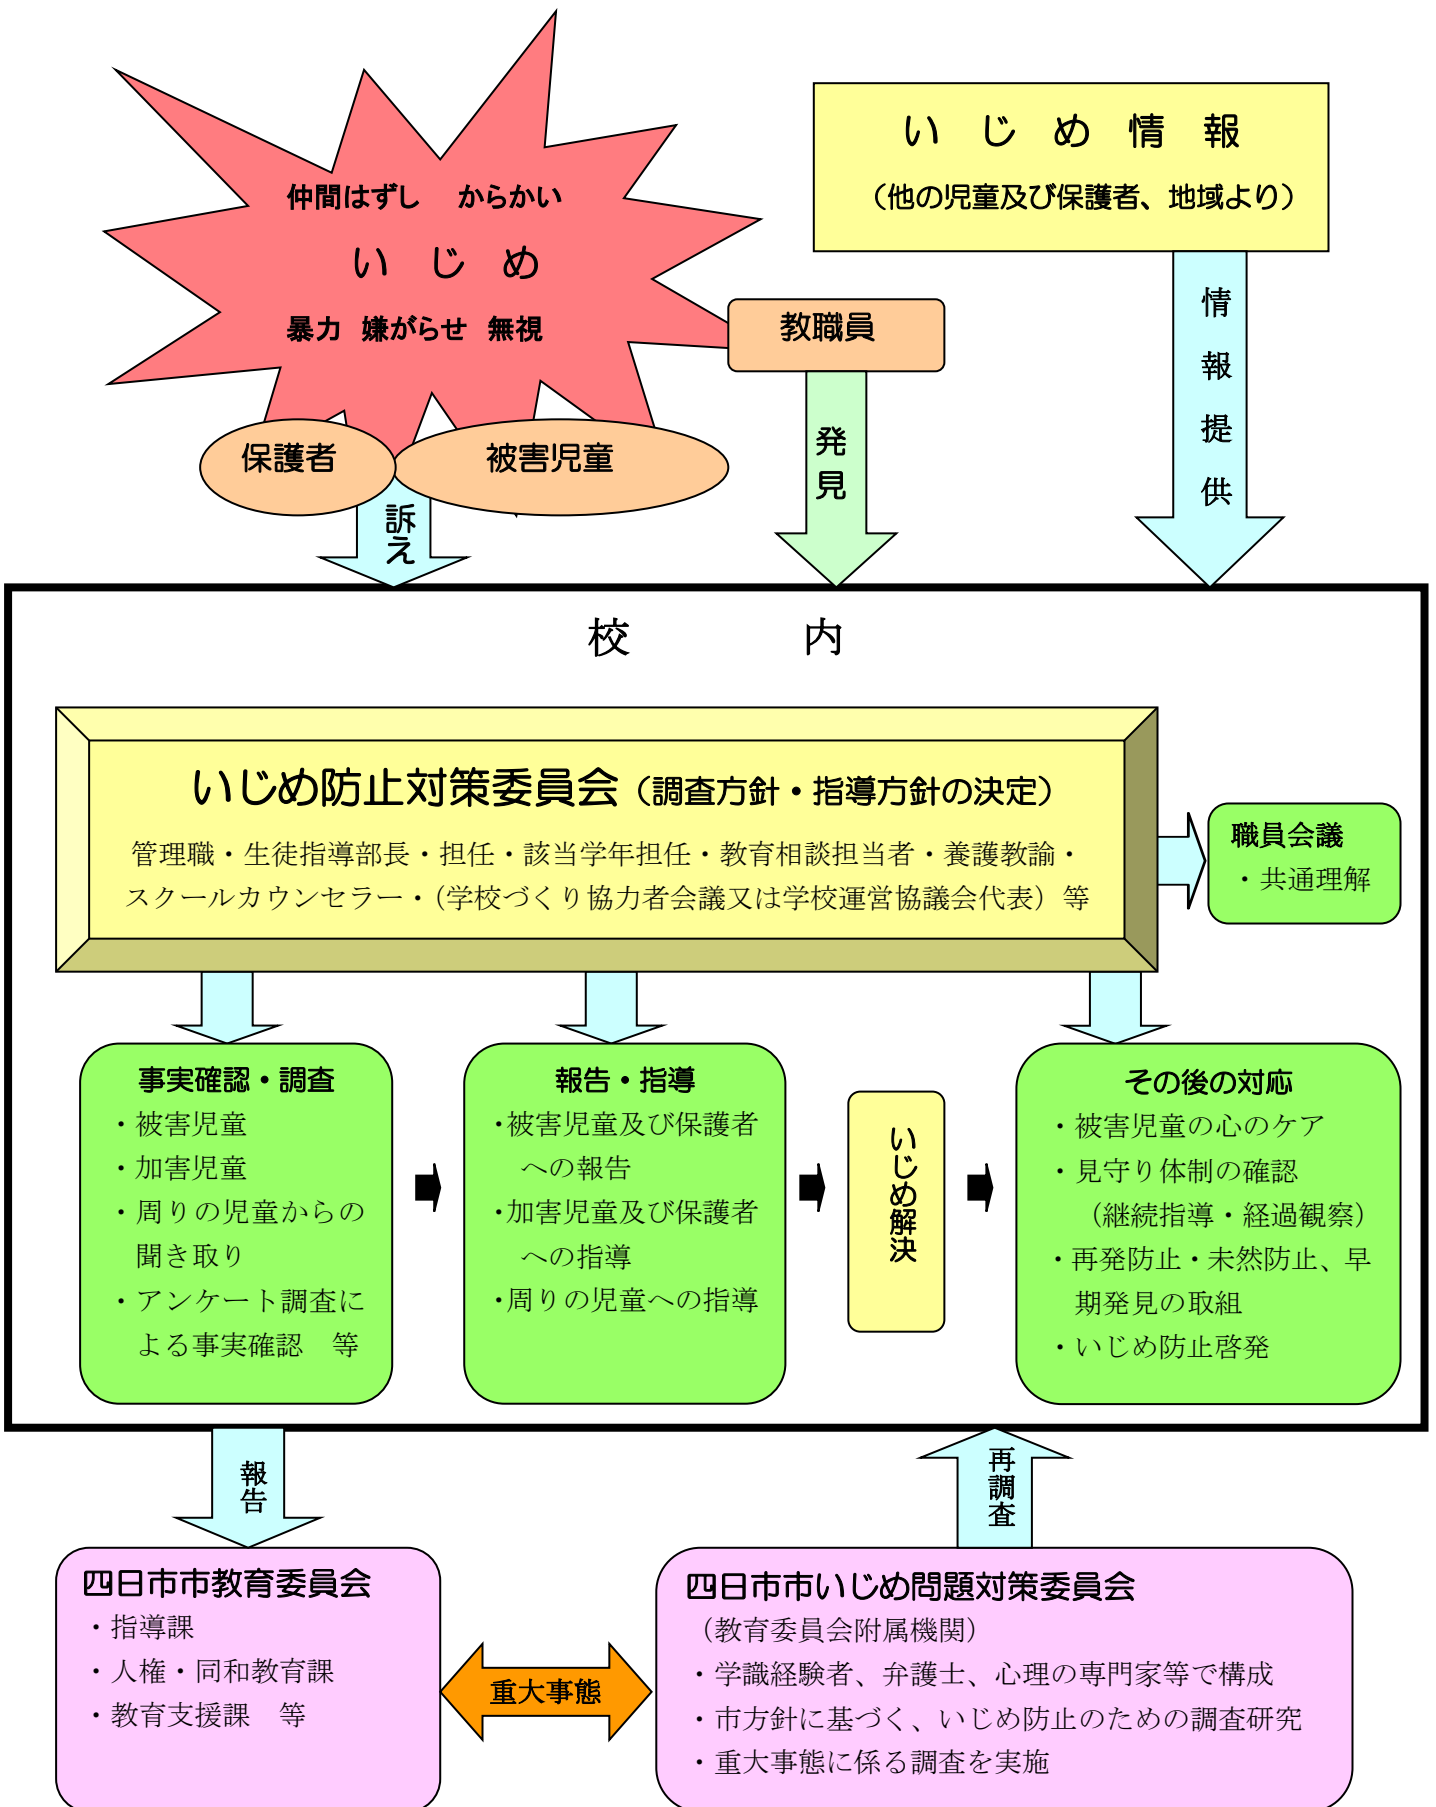 仲間はずし　からかい
い　じ　め
暴力　嫌がらせ　無視
い　じ　め　情　報
（他の児童及び保護者、地域より）
教職員
保護者
被害児童
訴え
発見
情報提供
校　内
いじめ防止対策委員会（調査方針・指導方針の決定）
管理職・生徒指導部長・担任・該当学年担任・教育相談担当者・養護教諭・
スクールカウンセラー・（学校づくり協力者会議又は学校運営協議会代表）等
職員会議
・共通理解
事実確認・調査
・被害児童
・加害児童
・周りの児童からの
聞き取り
・アンケート調査に
よる事実確認　等
報告・指導
・被害児童及び保護者
への報告
・加害児童及び保護者
への指導
・周りの児童への指導
いじめ解決
その後の対応
・被害児童の心のケア
・見守り体制の確認
（継続指導・経過観察）
・再発防止・未然防止、早
期発見の取組
・いじめ防止啓発
報告
再調査
四日市市教育委員会
・指導課
・人権・同和教育課
・教育支援課　等
重大事態
四日市市いじめ問題対策委員会
（教育委員会附属機関）
・学識経験者、弁護士、心理の専門家等で構成
・市方針に基づく、いじめ防止のための調査研究
・重大事態に係る調査を実施